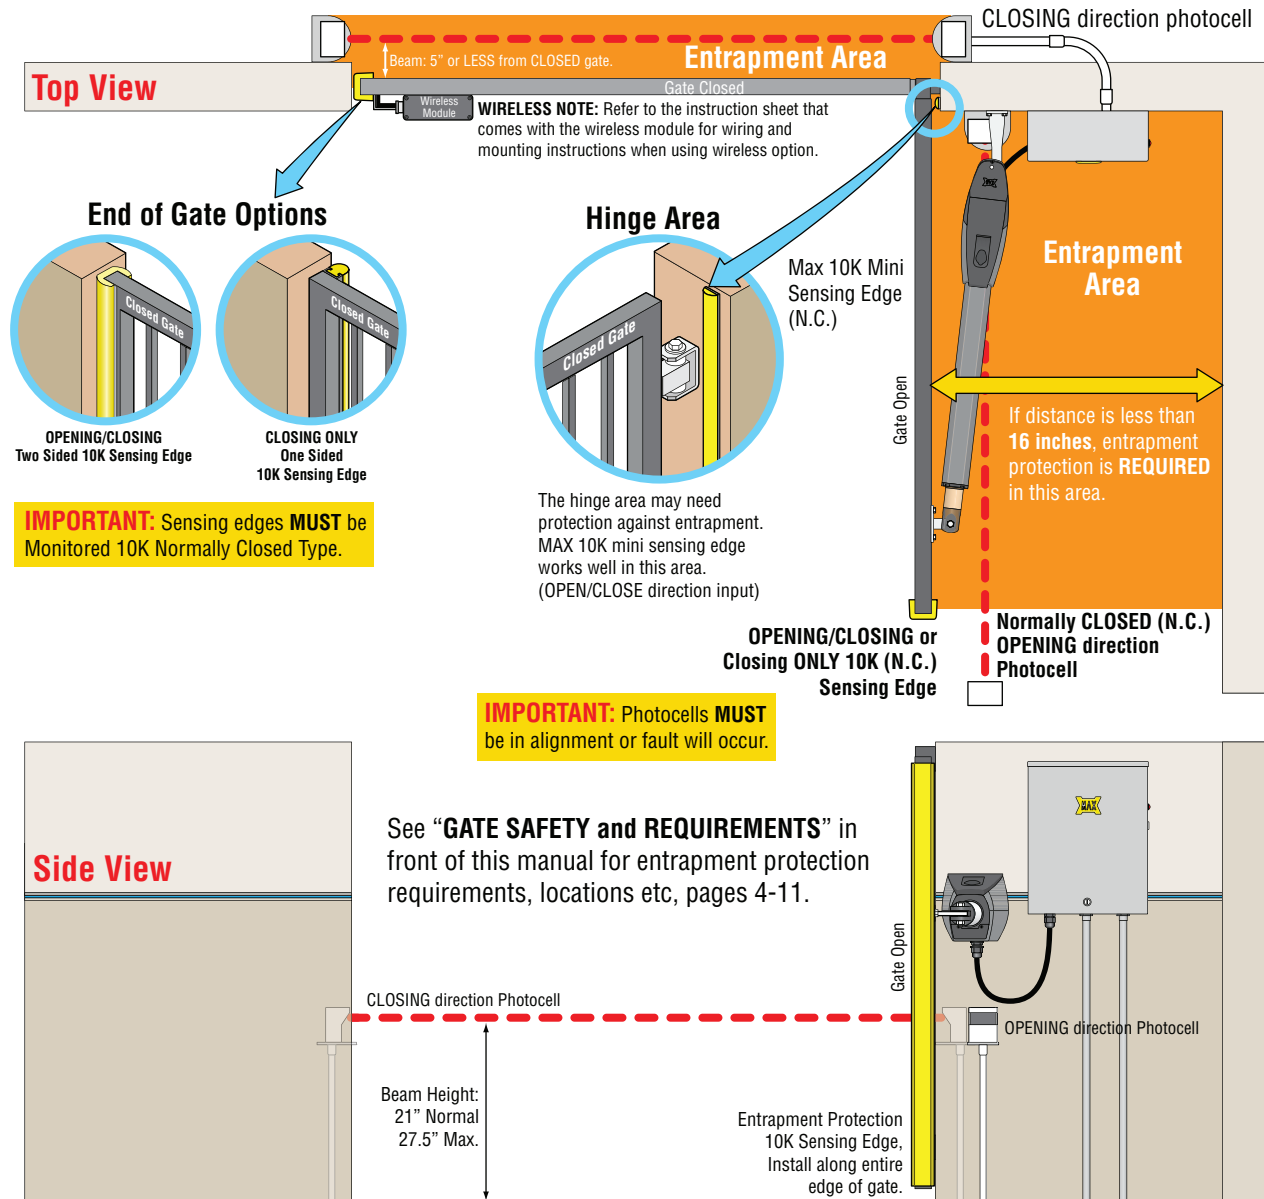 CLOSING direction photocell
Beam: 5” or LESS from CLOSED gate.
Entrapment Area
Top View
Gate Closed
Wireless
Module
WIRELESS NOTE: Refer to the instruction sheet that
comes with the wireless module for wiring and
mounting instructions when using wireless option.
End of Gate Options
Closed Gate
Closed Gate
OPENING/CLOSING
Two Sided 10K Sensing Edge
CLOSING ONLY
One Sided
10K Sensing Edge
IMPORTANT: Sensing edges MUST be
Monitored 10K Normally Closed Type.
Hinge Area
Closed Gate
Max 10K Mini
Sensing Edge
(N.C.)
The hinge area may need
protection against entrapment.
MAX 10K mini sensing edge
works well in this area.
(OPEN/CLOSE direction input)
Gate Open
MAX
Entrapment
Area
If distance is less than
16 inches, entrapment
protection is REQUIRED
in this area.
OPENING/CLOSING or
Closing ONLY 10K (N.C.)
Sensing Edge
Normally CLOSED (N.C.)
OPENING direction
Photocell
IMPORTANT: Photocells MUST
be in alignment or fault will occur.
See “GATE SAFETY and REQUIREMENTS” in
front of this manual for entrapment protection
requirements, locations etc, pages 4-11.
Side View
MAX
Gate Open
CLOSING direction Photocell
OPENING direction Photocell
Beam Height:
21” Normal
27.5” Max.
Entrapment Protection
10K Sensing Edge,
Install along entire
edge of gate.